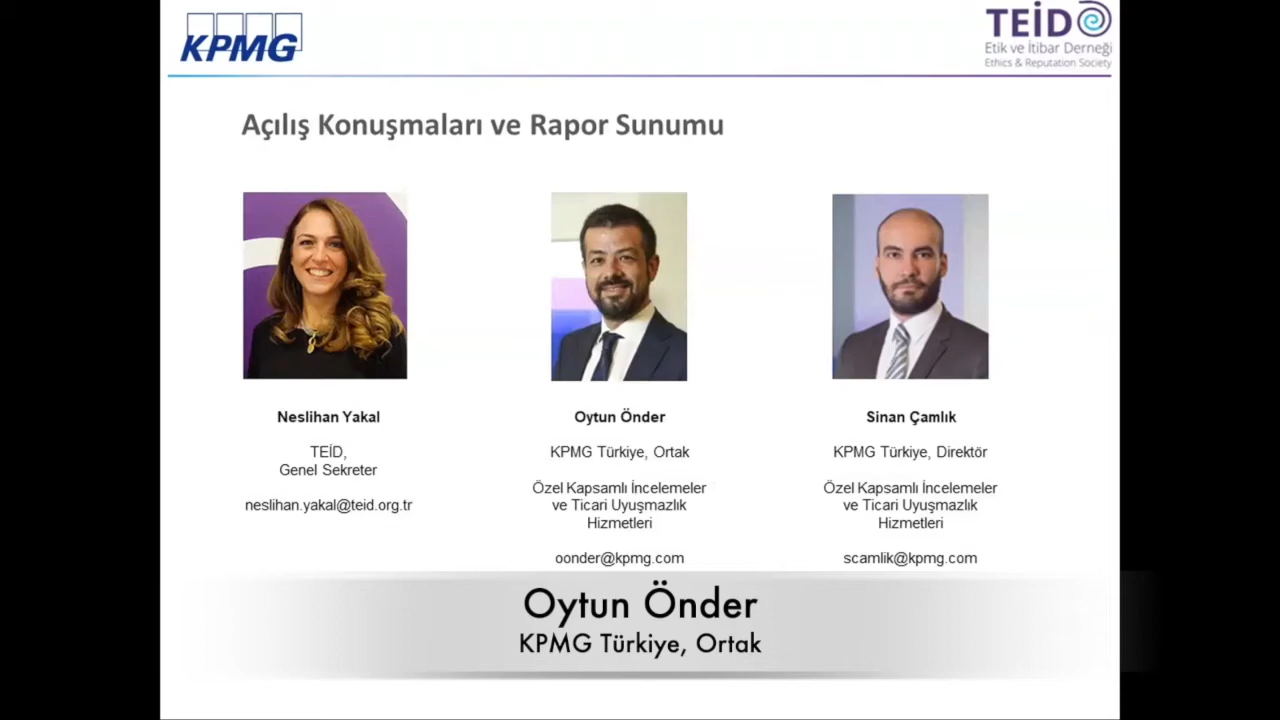 KPMG
TEİD
Etik ve İtibar Derneği
Ethics & Reputation Society
Açılış Konuşmaları ve Rapor Sunumu
Neslihan Yakal
TEİD,
Genel Sekreter
neslihan.yakal@teid.org.tr
Oytun Önder
KPMG Türkiye, Ortak
Özel Kapsamlı İncelemeler
ve Ticari Uyuşmazlık
Hizmetleri
oonder@kpmg.com
Sinan Çamlık
KPMG Türkiye, Direktör
Özel Kapsamlı İncelemeler
ve Ticari Uyuşmazlık
Hizmetleri
scamlik@kpmg.com
Oytun Önder
KPMG Türkiye, Ortak